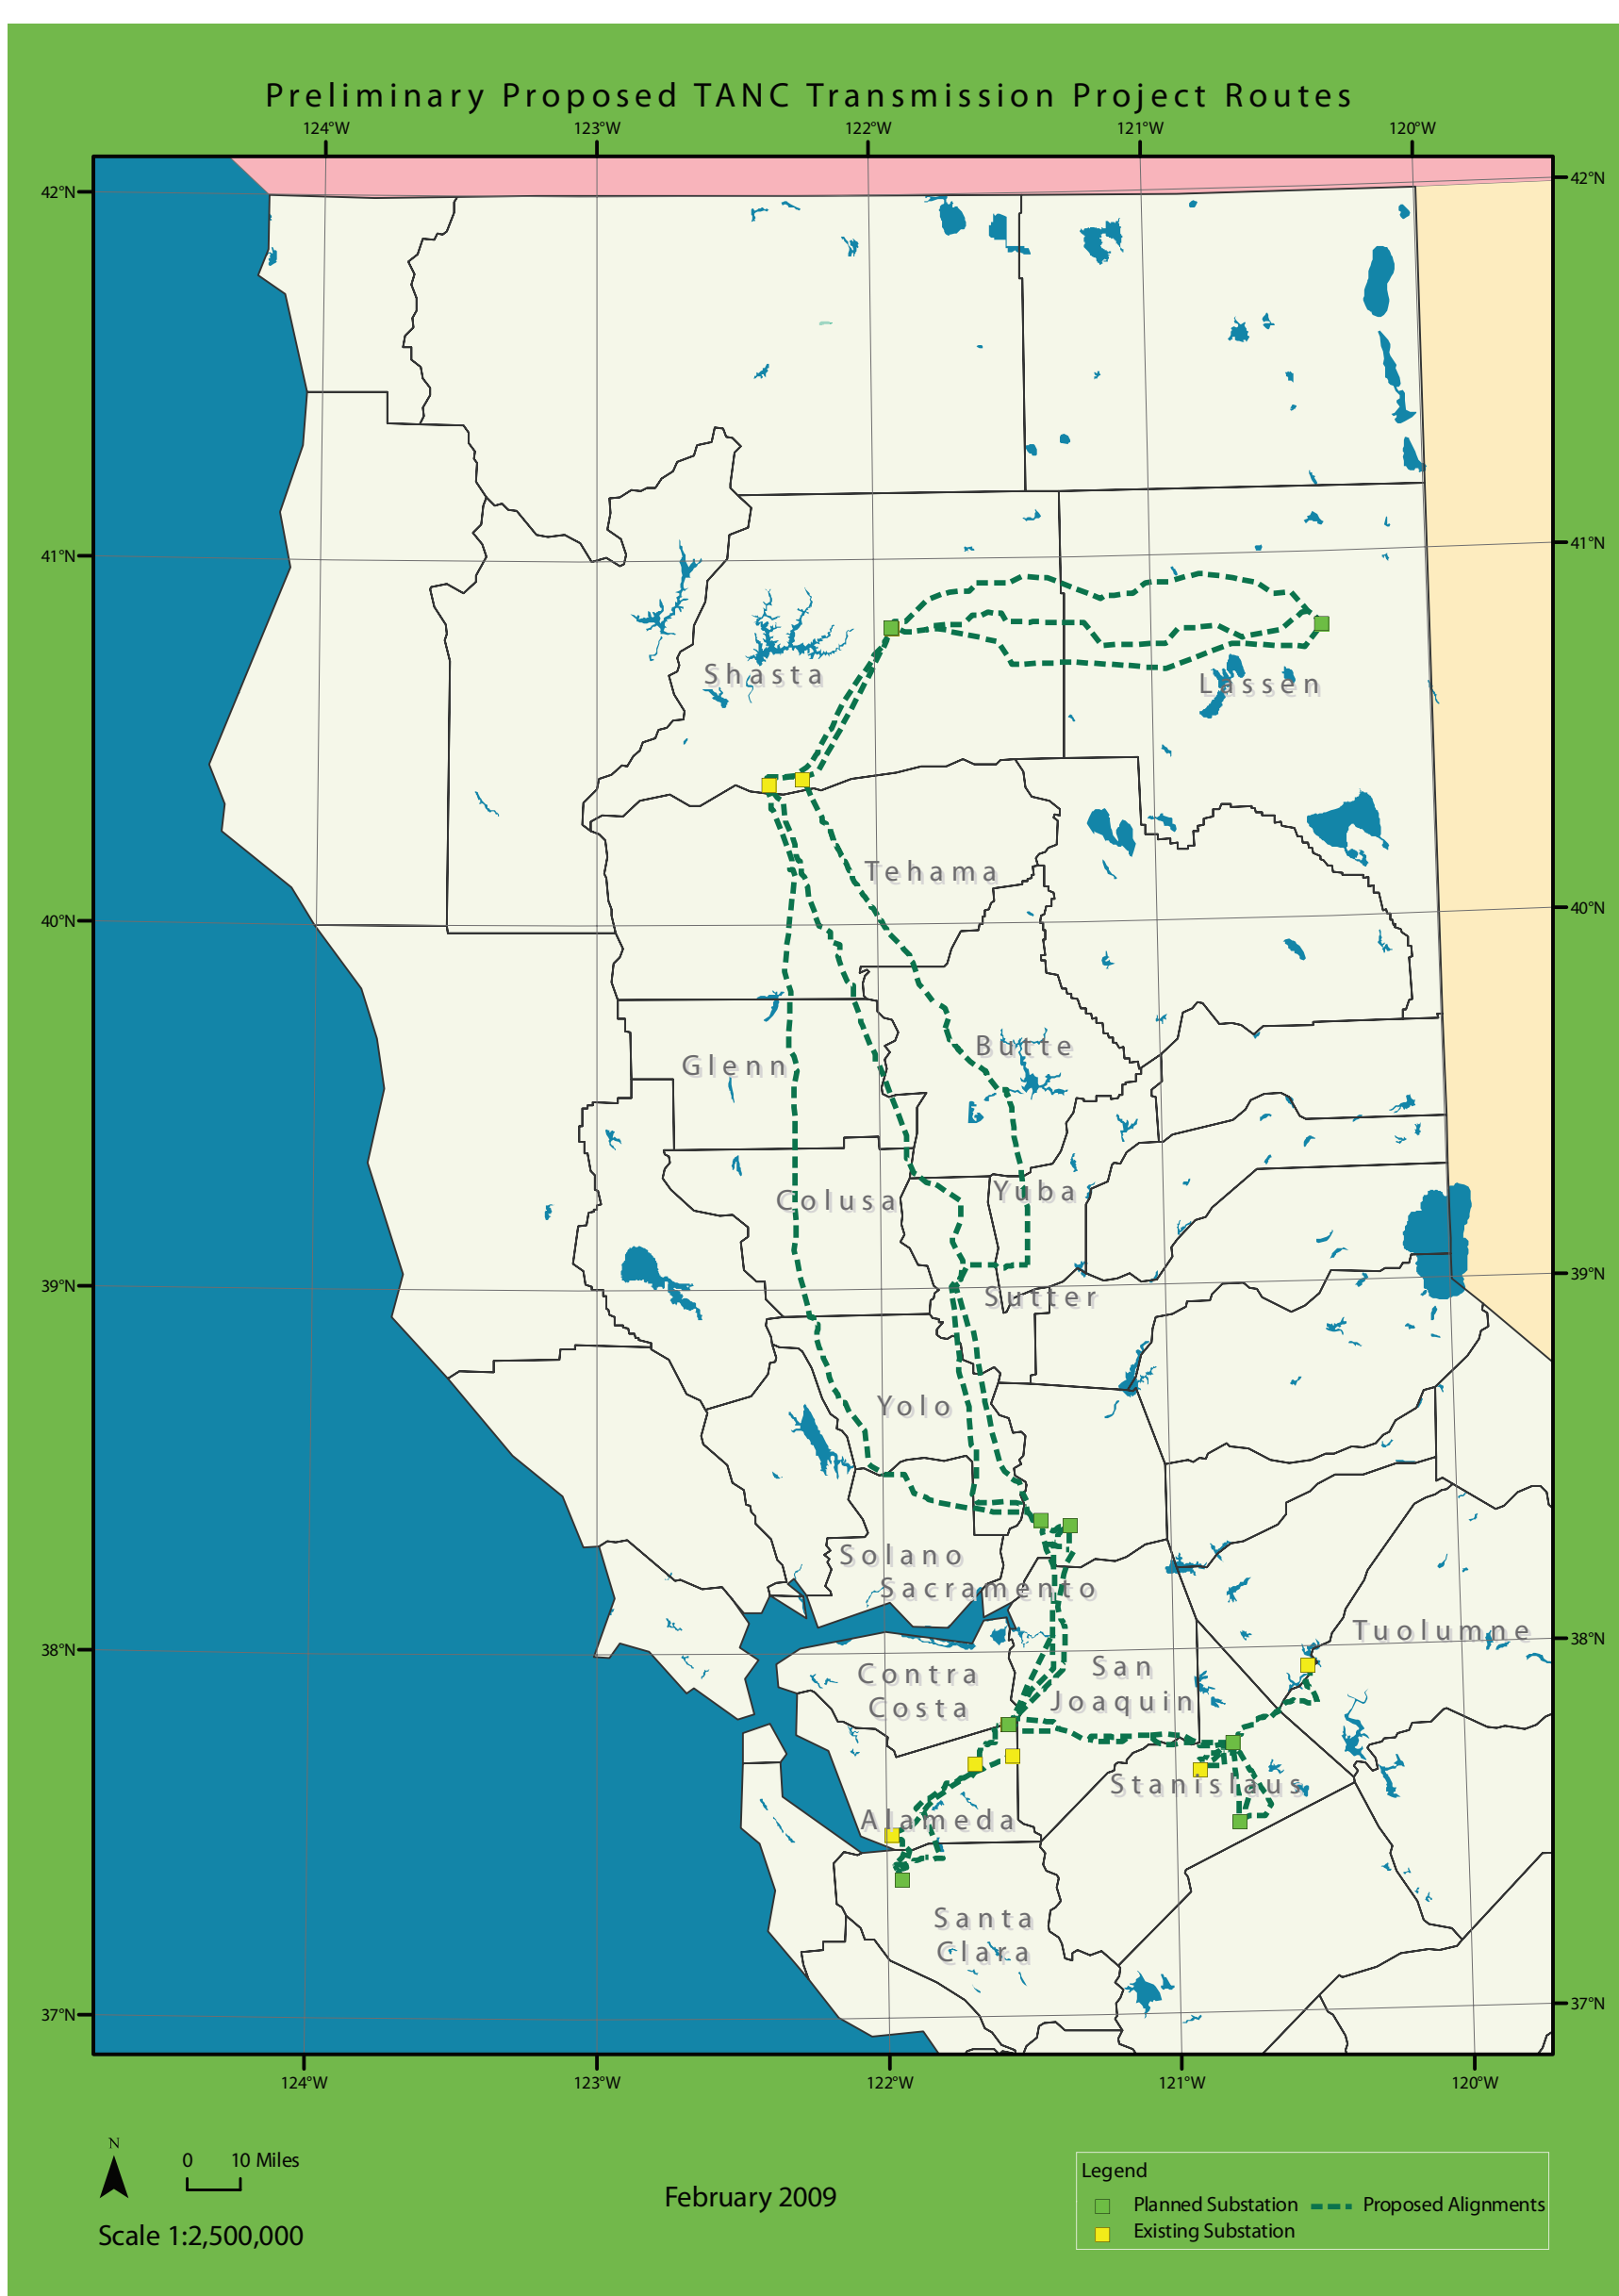 Preliminary Proposed TANC Transmission Project Routes
124°W 123°W 122°W 121°W 120°W
42°N 42°N
41°N 41°N
Shasta
Lassen
Tehama
40°N 40°N
Butte
Glenn
Yuba
Colusa
39°N 39°N
Sutter
Yolo
Solano
Sacramento
Tuolumne
38°N 38°N
Contra
Costa
San
Joaquin
Stanislaus
Alameda
Santa
Clara
37°N 37°N
124°W 123°W 122°W 121°W 120°W
N
0 10 Miles
Scale 1:2,500,000
February 2009
Legend
Planned Substation Proposed Alignments
Existing Substation